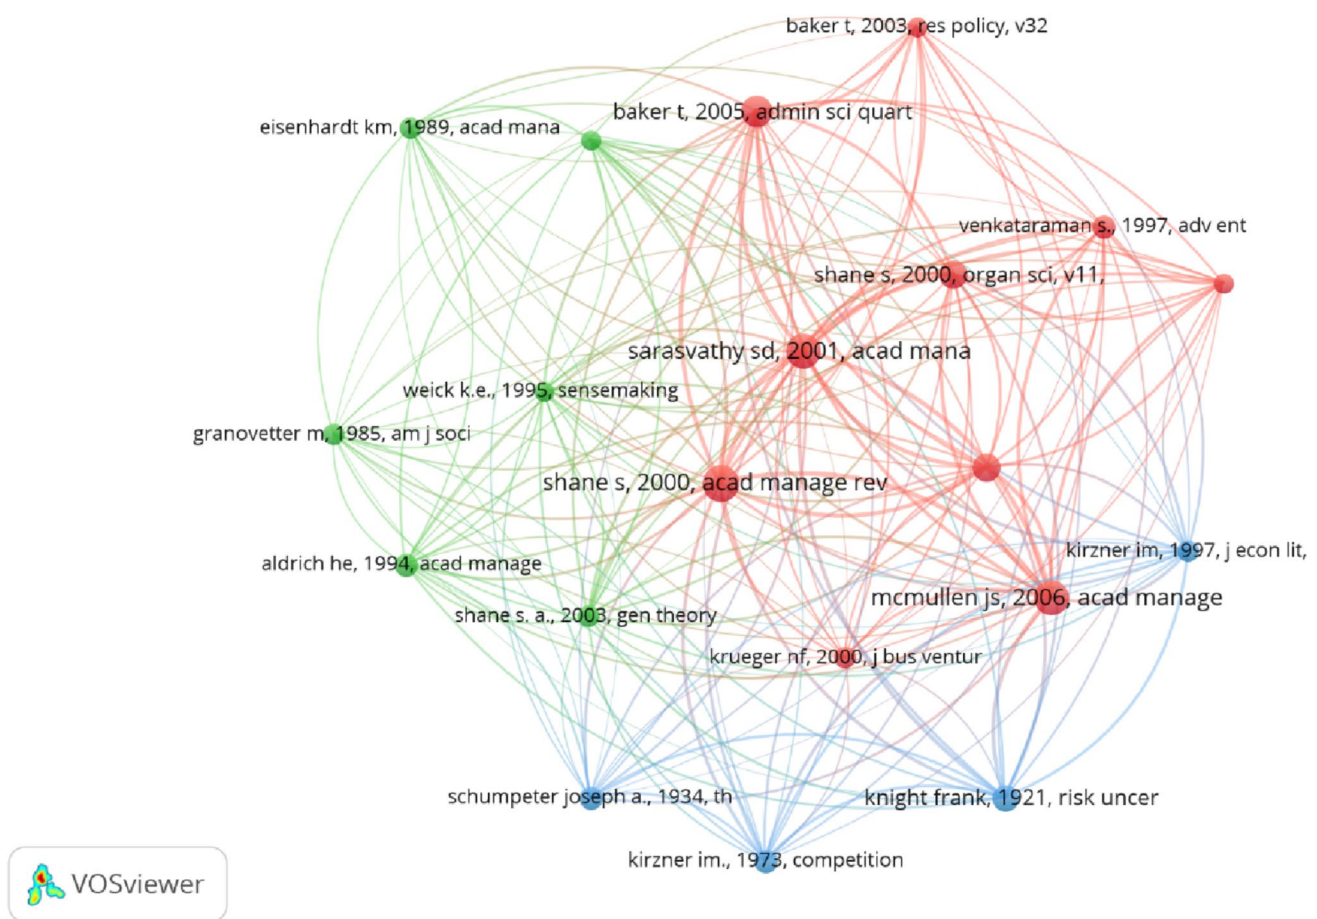 baker t, 2003, res policy, v32
baker t, 2005, admin sci quart
eisenhardt km, 1989, acad mana
venkataraman s., 1997, adv ent
shane s, 2000, organ sci, v11,
sarasvathy sd, 2001, acad mana
weick k.e., 1995, sensemaking
granovetter m, 1985, am j soci
shane s, 2000, acad manage rev
kirzner im, 1997, j econ lit,
aldrich he, 1994, acad manage
mcmullen js, 2006, acad manage
shane s. a., 2003, gen theory
krueger nf, 2000, j bus ventur
schumpeter joseph a., 1934, th
knight frank, 1921, risk uncer
kirzner im., 1973, competition
VOSviewer